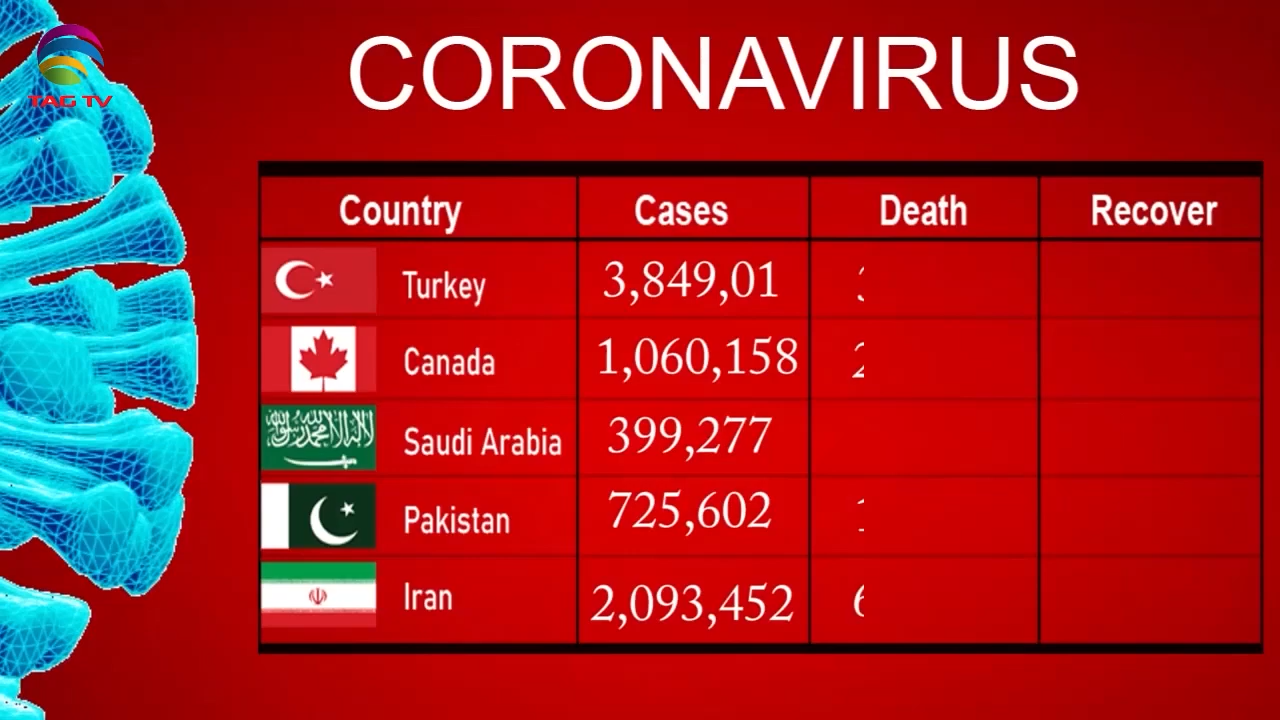 TAG TV
CORONAVIRUS
Country Cases Death Recover
Turkey 3,849,01
Canada 1,060,158
Saudi Arabia 399,277
Pakistan 725,602
Iran 2,093,452